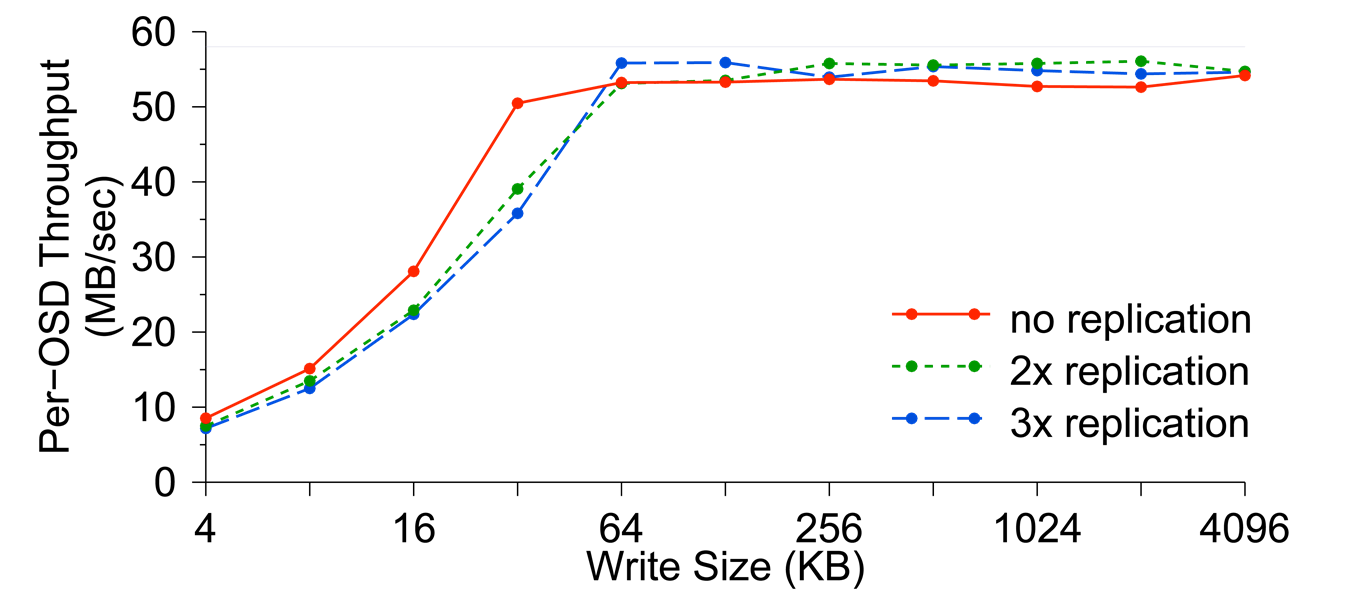 Per−OSD Throughput
(MB/sec)
60
50
40
30
20
10
0
no replication
2x replication
3x replication
4 16 64 256 1024 4096
Write Size (KB)